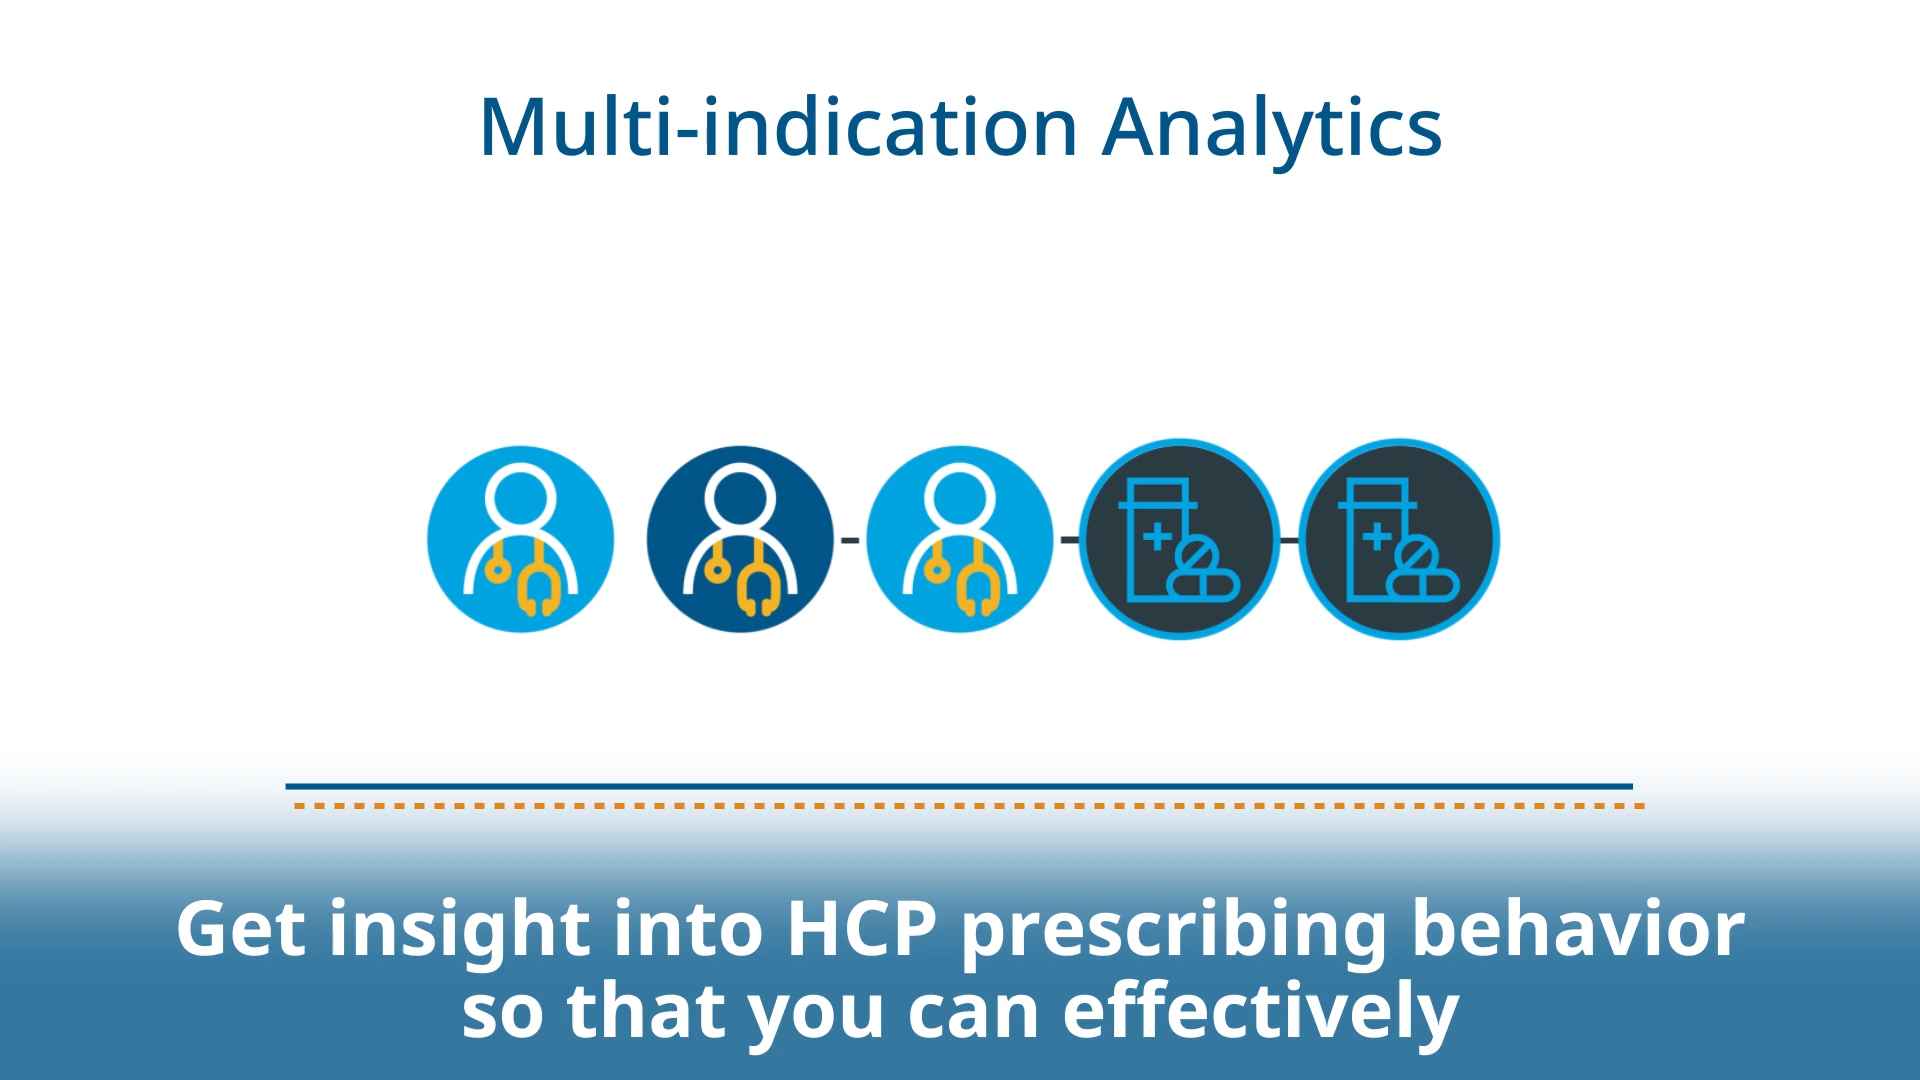 Multi-indication Analytics
Get insight into HCP prescribing behavior
so that you can effectively